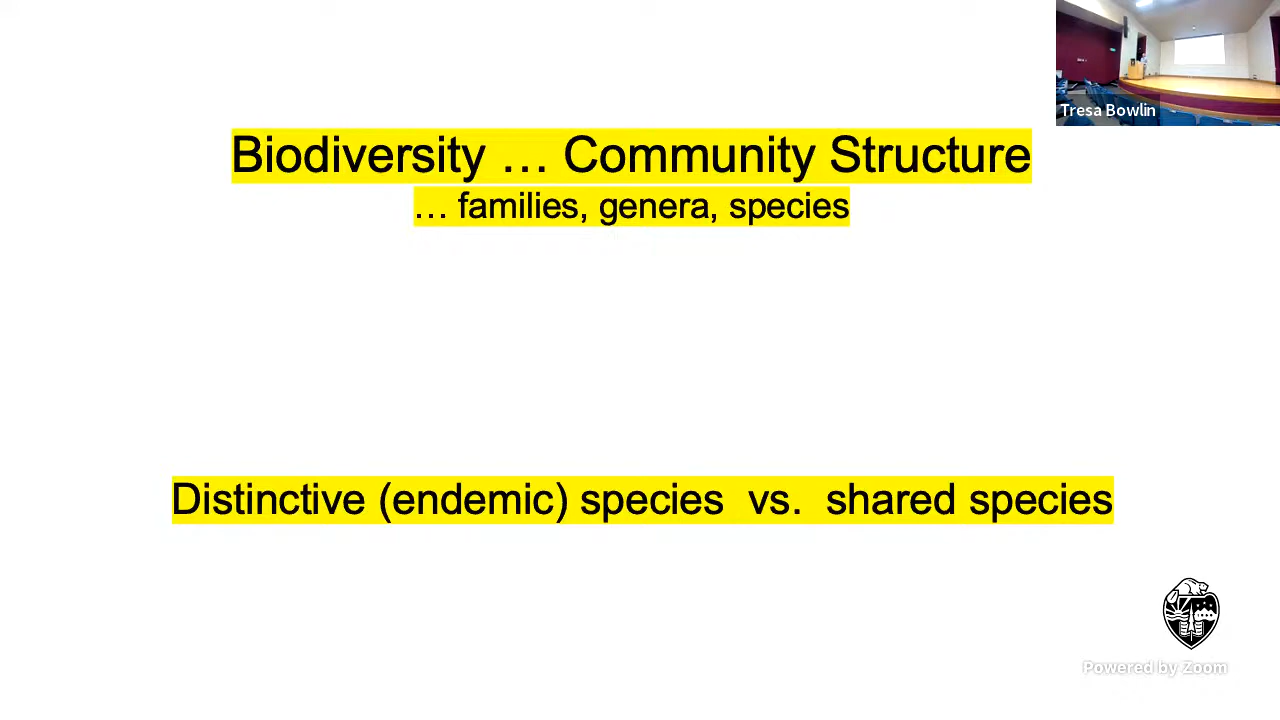 Tresa Bowlin
Biodiversity … Community Structure
… families, genera, species
Distinctive (endemic) species vs. shared species
Powered by Zoom